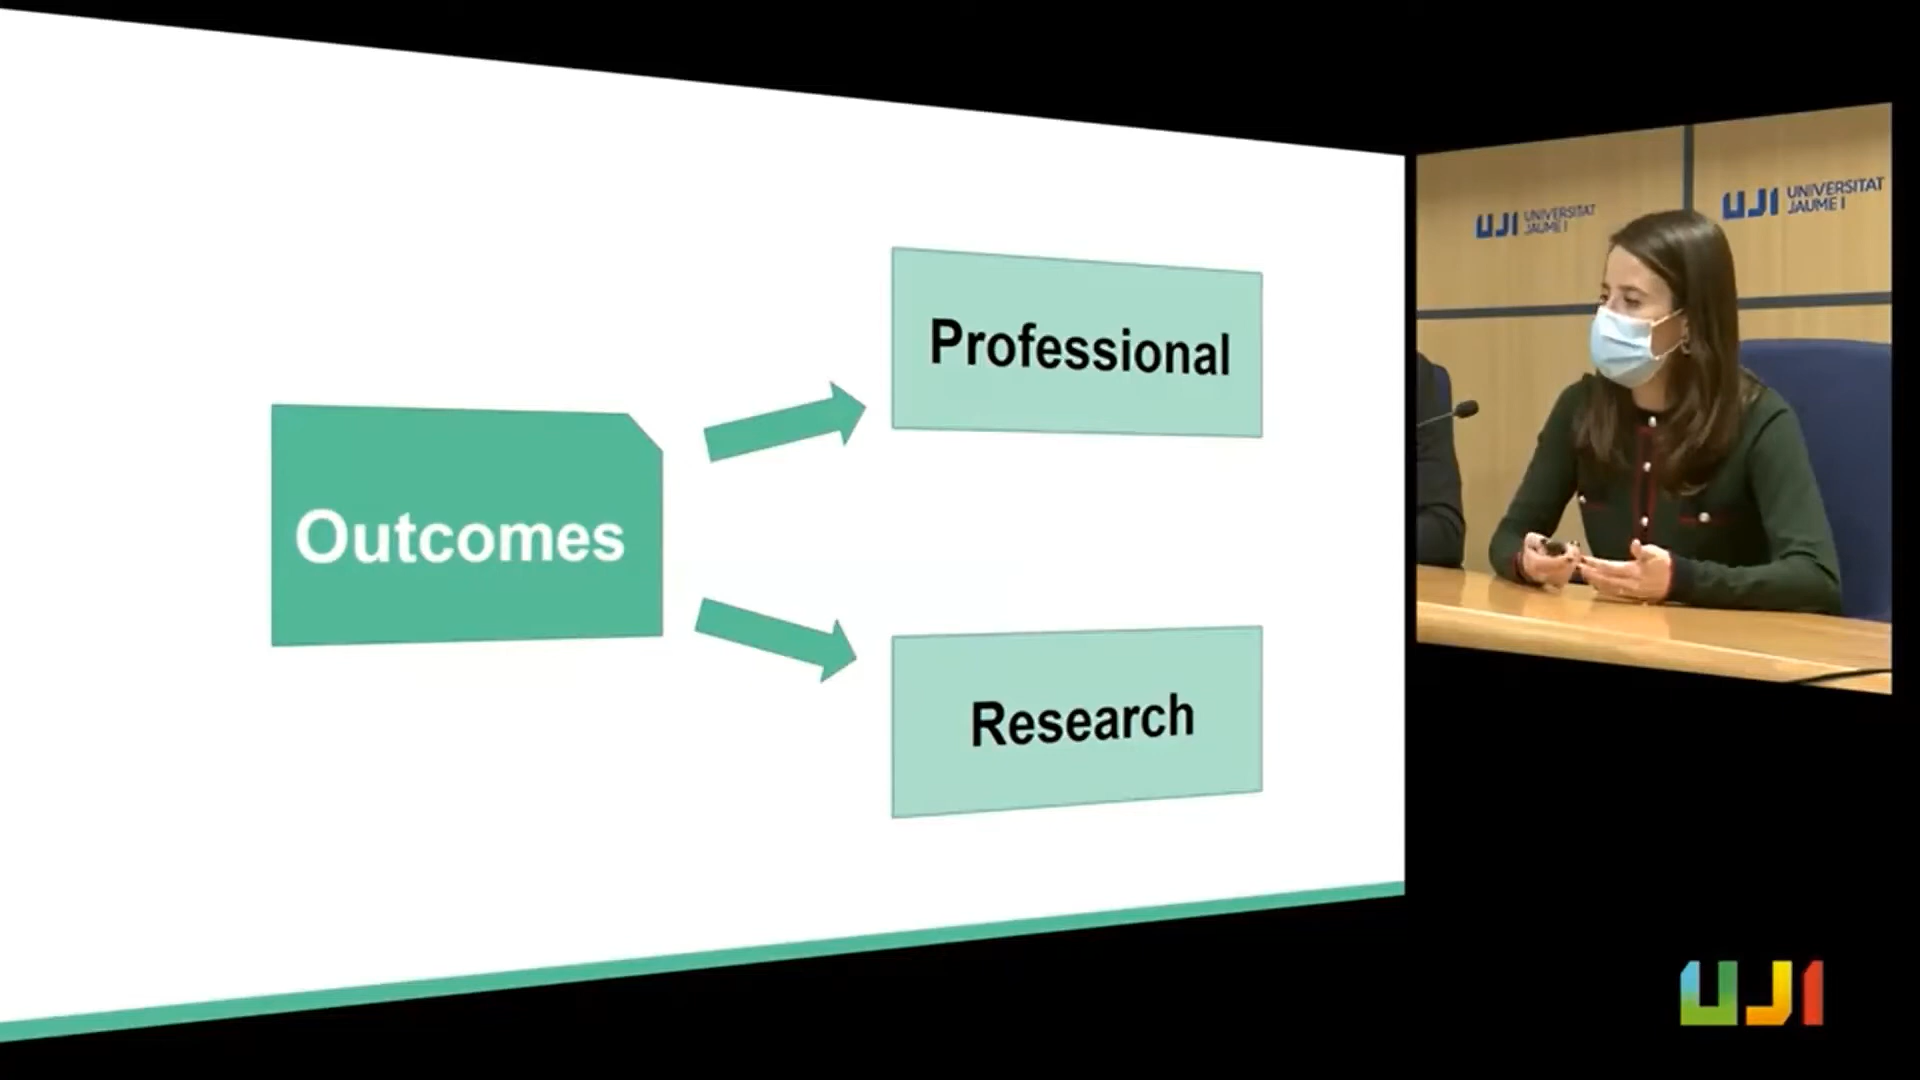 Professional
Outcomes
Research
UJI UNIVERSITAT
JAUME I
UJI UNIVERSITAT
JAUME I
UJI